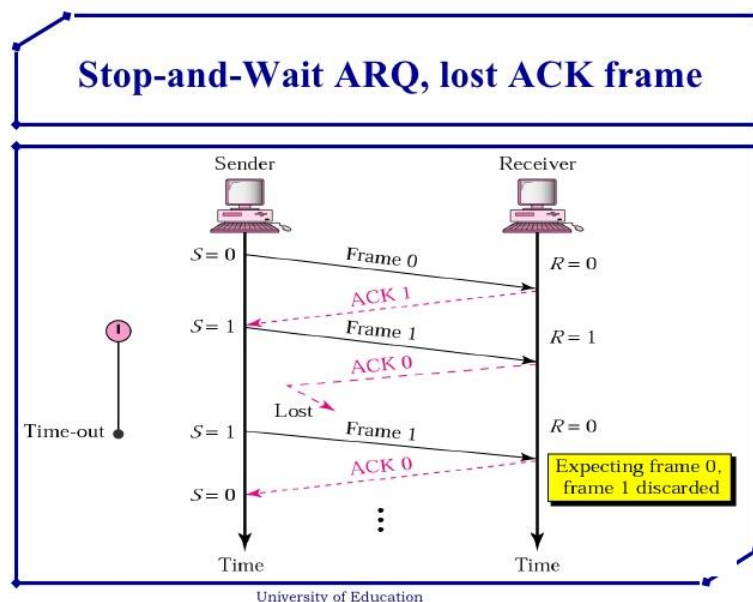 Stop-and-Wait ARQ, lost ACK frame
Sender
Receiver
S = 0
Frame 0
R = 0
ACK 1
S = 1
Frame 1
R = 1
ACK 0
Lost
Time-out
S = 1
Frame 1
R = 0
ACK 0
Expecting frame 0,
frame 1 discarded
S = 0
Time
Time
University of Education